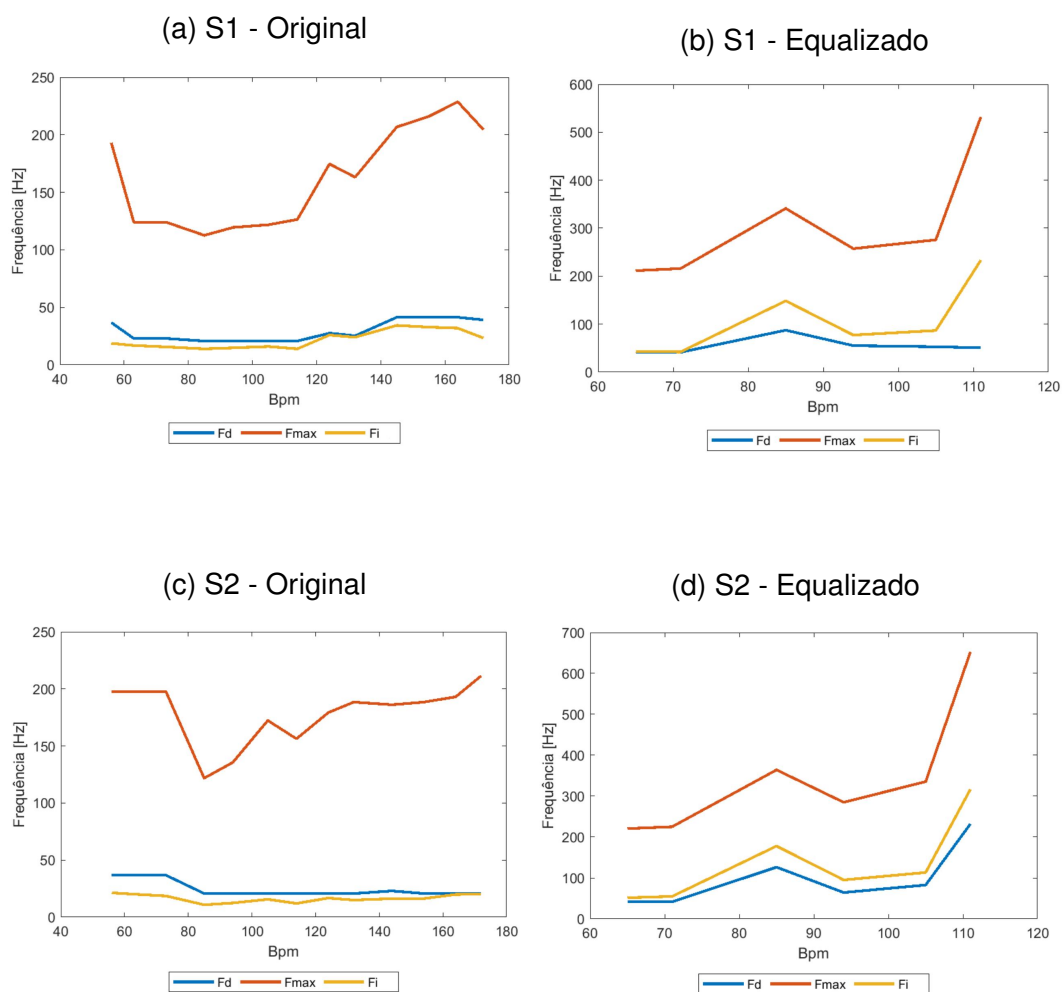 (a) S1 - Original
250
200
150
100
50
0
Frequência [Hz]
40 60 80 100 120 140 160 180
Bpm
Fd Fmax Fi
(b) S1 - Equalizado
600
500
400
300
200
100
0
Frequência [Hz]
60 70 80 90 100 110 120
Bpm
Fd Fmax Fi
(c) S2 - Original
250
200
150
100
50
0
Frequência [Hz]
40 60 80 100 120 140 160 180
Bpm
Fd Fmax Fi
(d) S2 - Equalizado
700
600
500
400
300
200
100
0
Frequência [Hz]
60 70 80 90 100 110 120
Bpm
Fd Fmax Fi